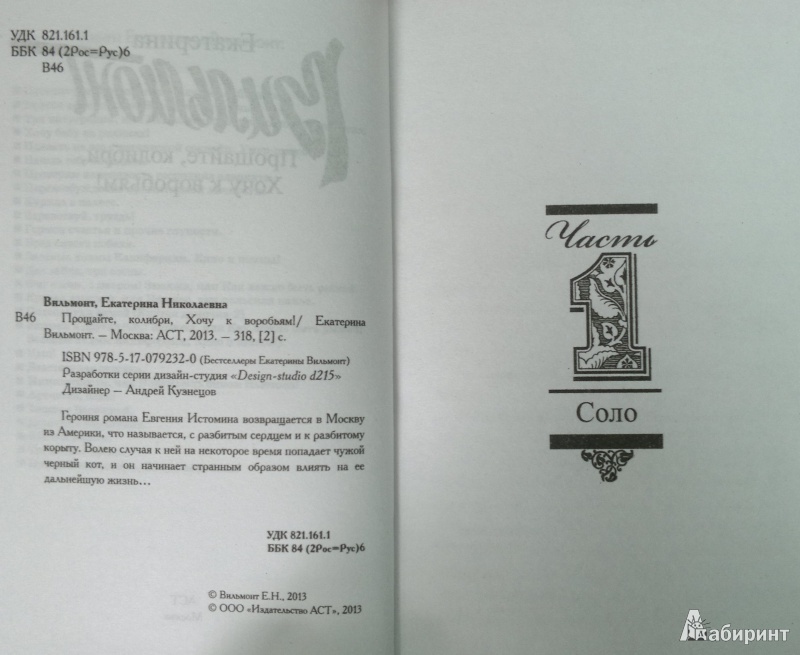 УДК 821.161.1
ББК 84 (2Рос=Рус)6
В46
Екатерина
Вильмонт
Прощайте, колибри,
Хочу к воробьям!
Вильмонт, Екатерина Николаевна
В46 Прощайте, колибри, Хочу к воробьям!/ Екатерина
Вильмонт. – Москва: АСТ, 2013. – 318, [2] с.
ISBN 978-5-17-079232-0 (Бестселлеры Екатерины Вильмонт)
Разработки серии дизайн-студия «Design-studio d215»
Дизайнер – Андрей Кузнецов
Героиня романа Евгения Истомина возвращается в Москву
из Америки, что называется, с разбитым сердцем и к разбитому
корыту. Волею случая к ней на некоторое время попадает чужой
черный кот, и он начинает странным образом влиять на ее
дальнейшую жизнь...
УДК 821.161.1
ББК 84 (2Рос=Рус)6
© Вильмонт Е.Н., 2013
© ООО «Издательство АСТ», 2013
Часть
1
Соло
Лабиринт